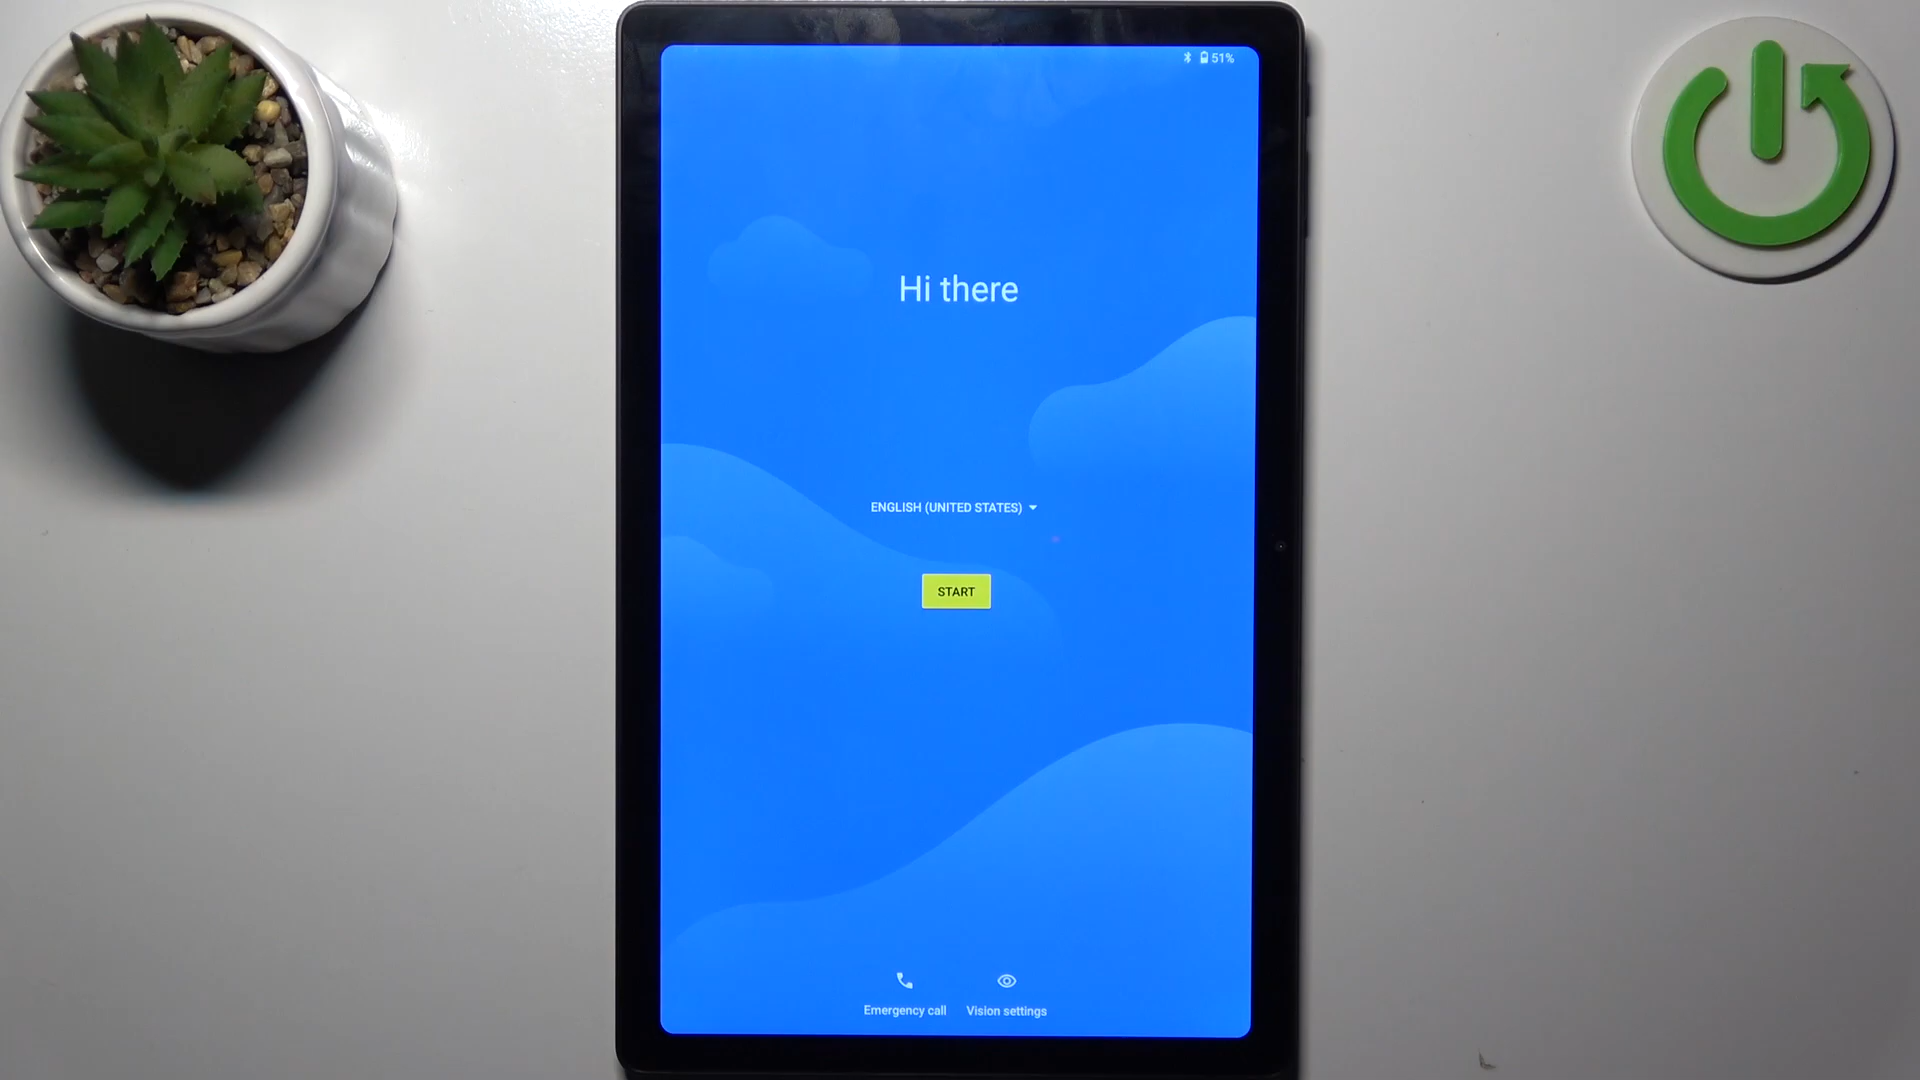 51%
Hi there
ENGLISH (UNITED STATES)
START
Emergency call
Vision settings